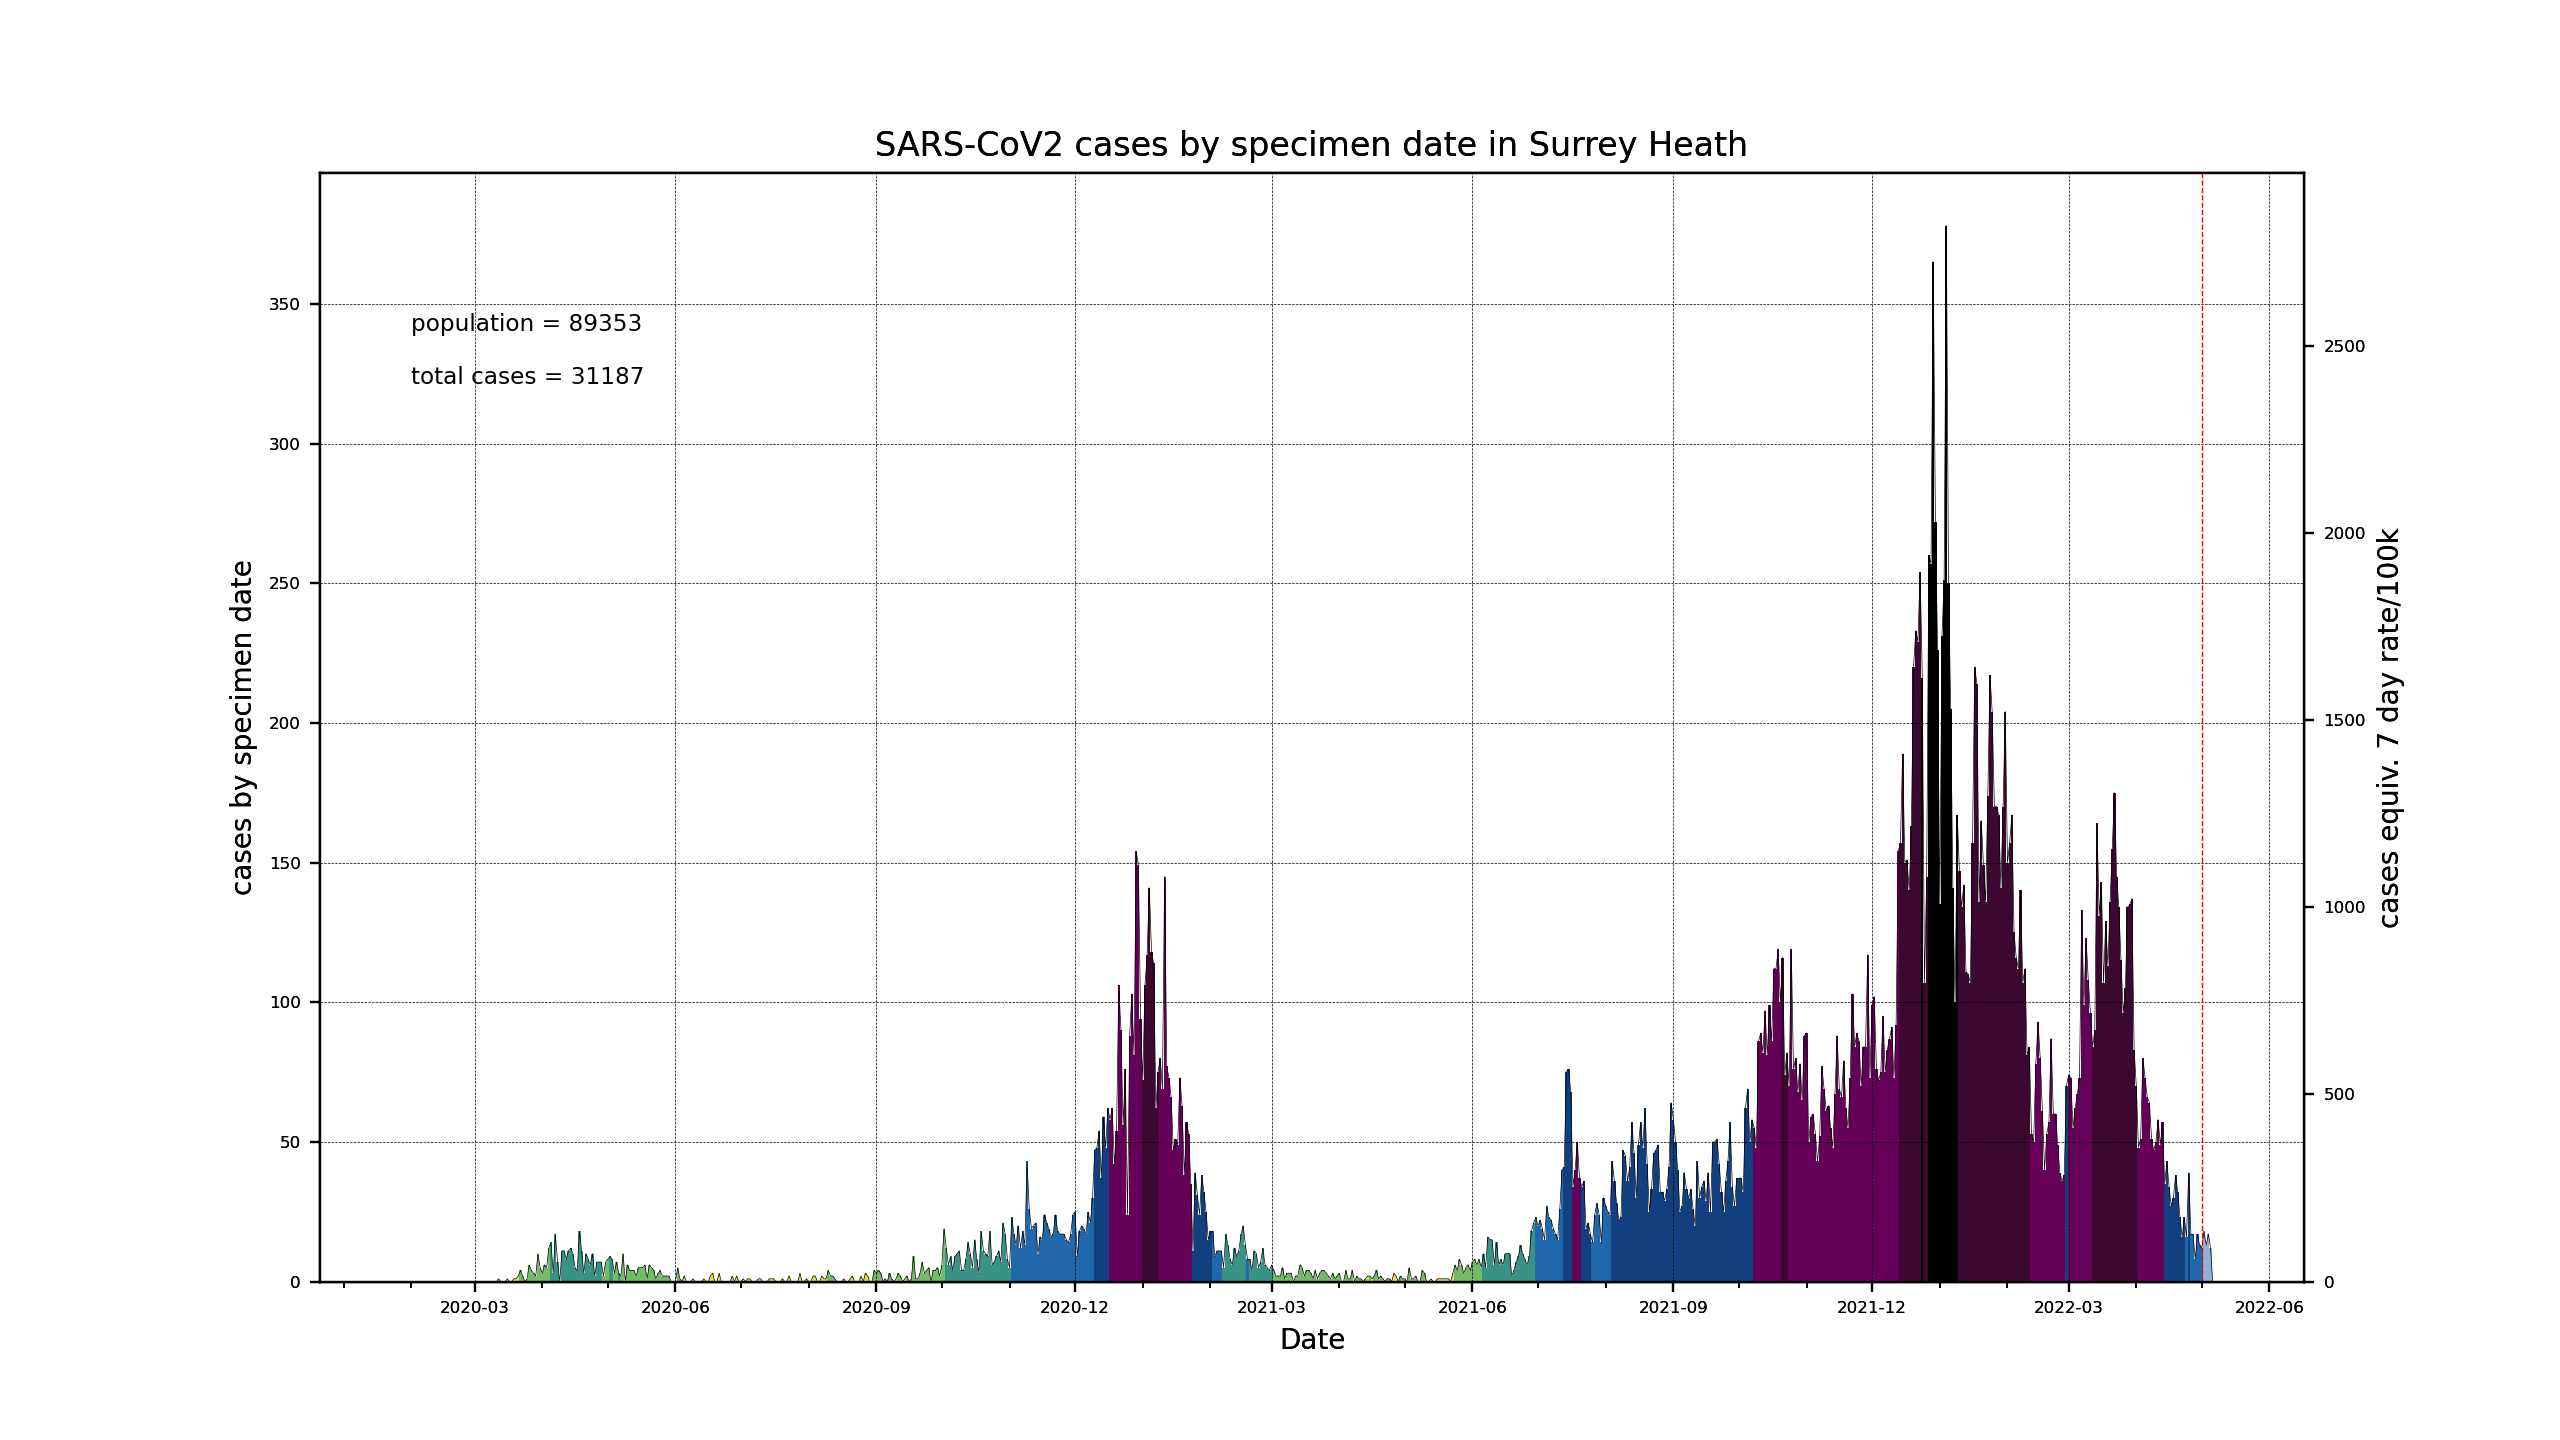 SARS-CoV2 cases by specimen date in Surrey Heath
population = 89353
total cases = 31187
cases by specimen date
350
300
250
200
150
100
50
0
2500
2000
1500
1000
500
0
cases equiv. 7 day rate/100k
2020-03 2020-06 2020-09 2020-12 2021-03 2021-06 2021-09 2021-12 2022-03 2022-06
Date